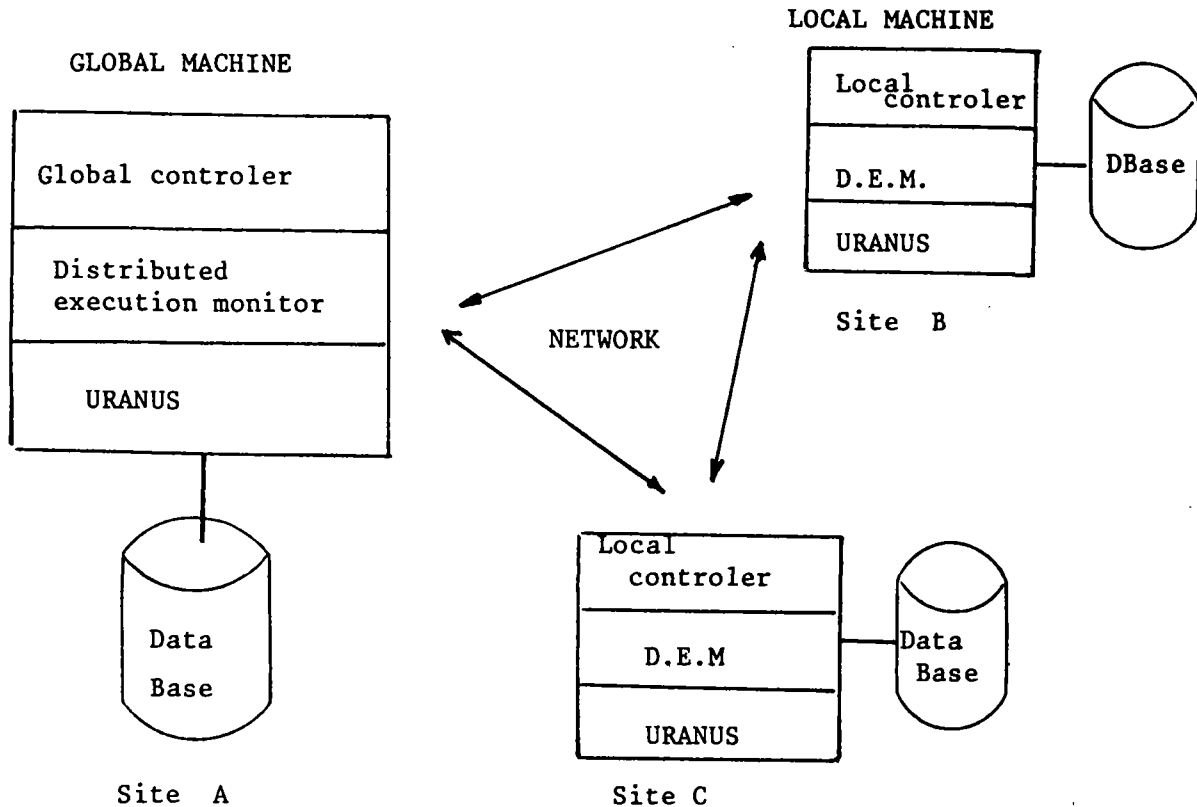 GLOBAL MACHINE
Global controler
Distributed
execution monitor
URANUS
Data
Base
Site A
NETWORK
LOCAL MACHINE
Local
controler
D.E.M.
URANUS
DBase
Site B
Local
controler
D.E.M
URANUS
Data
Base
Site C